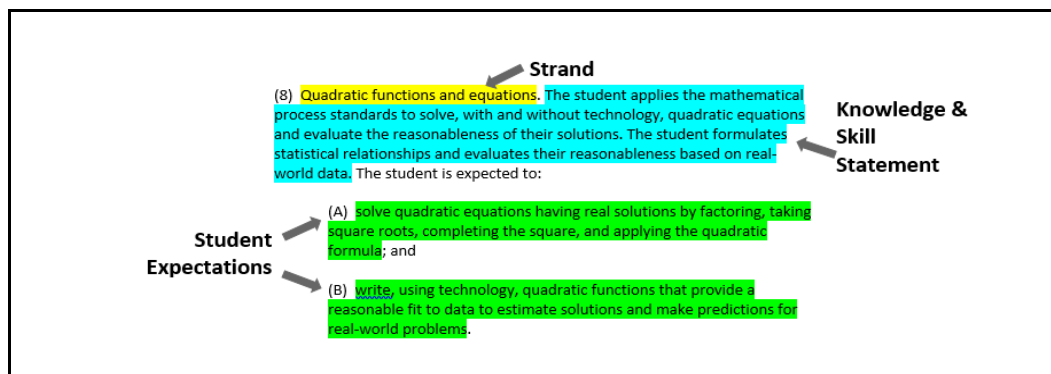 Strand
(8) Quadratic functions and equations. The student applies the mathematical
process standards to solve, with and without technology, quadratic equations
and evaluate the reasonableness of their solutions. The student formulates
statistical relationships and evaluates their reasonableness based on real-
world data. The student is expected to:
Knowledge &
Skill
Statement
(A) solve quadratic equations having real solutions by factoring, taking
square roots, completing the square, and applying the quadratic
formula; and
Student
Expectations
(B) write, using technology, quadratic functions that provide a
reasonable fit to data to estimate solutions and make predictions for
real-world problems.